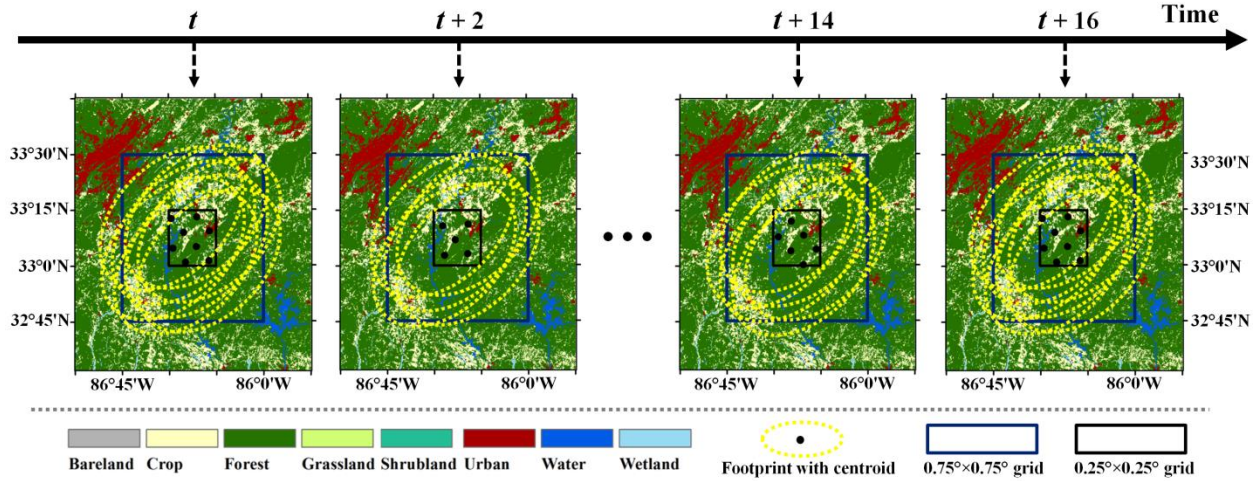 t
t + 2
t + 14
t + 16
Time
33°30'N
33°15'N
33°0'N
32°45'N
33°30'N
33°15'N
33°0'N
32°45'N
86°45'W
86°0'W
86°45'W
86°0'W
86°45'W
86°0'W
86°45'W
86°0'W
Bareland
Crop
Forest
Grassland
Shrubland
Urban
Water
Wetland
Footprint with centroid
0.75°×0.75° grid
0.25°×0.25° grid